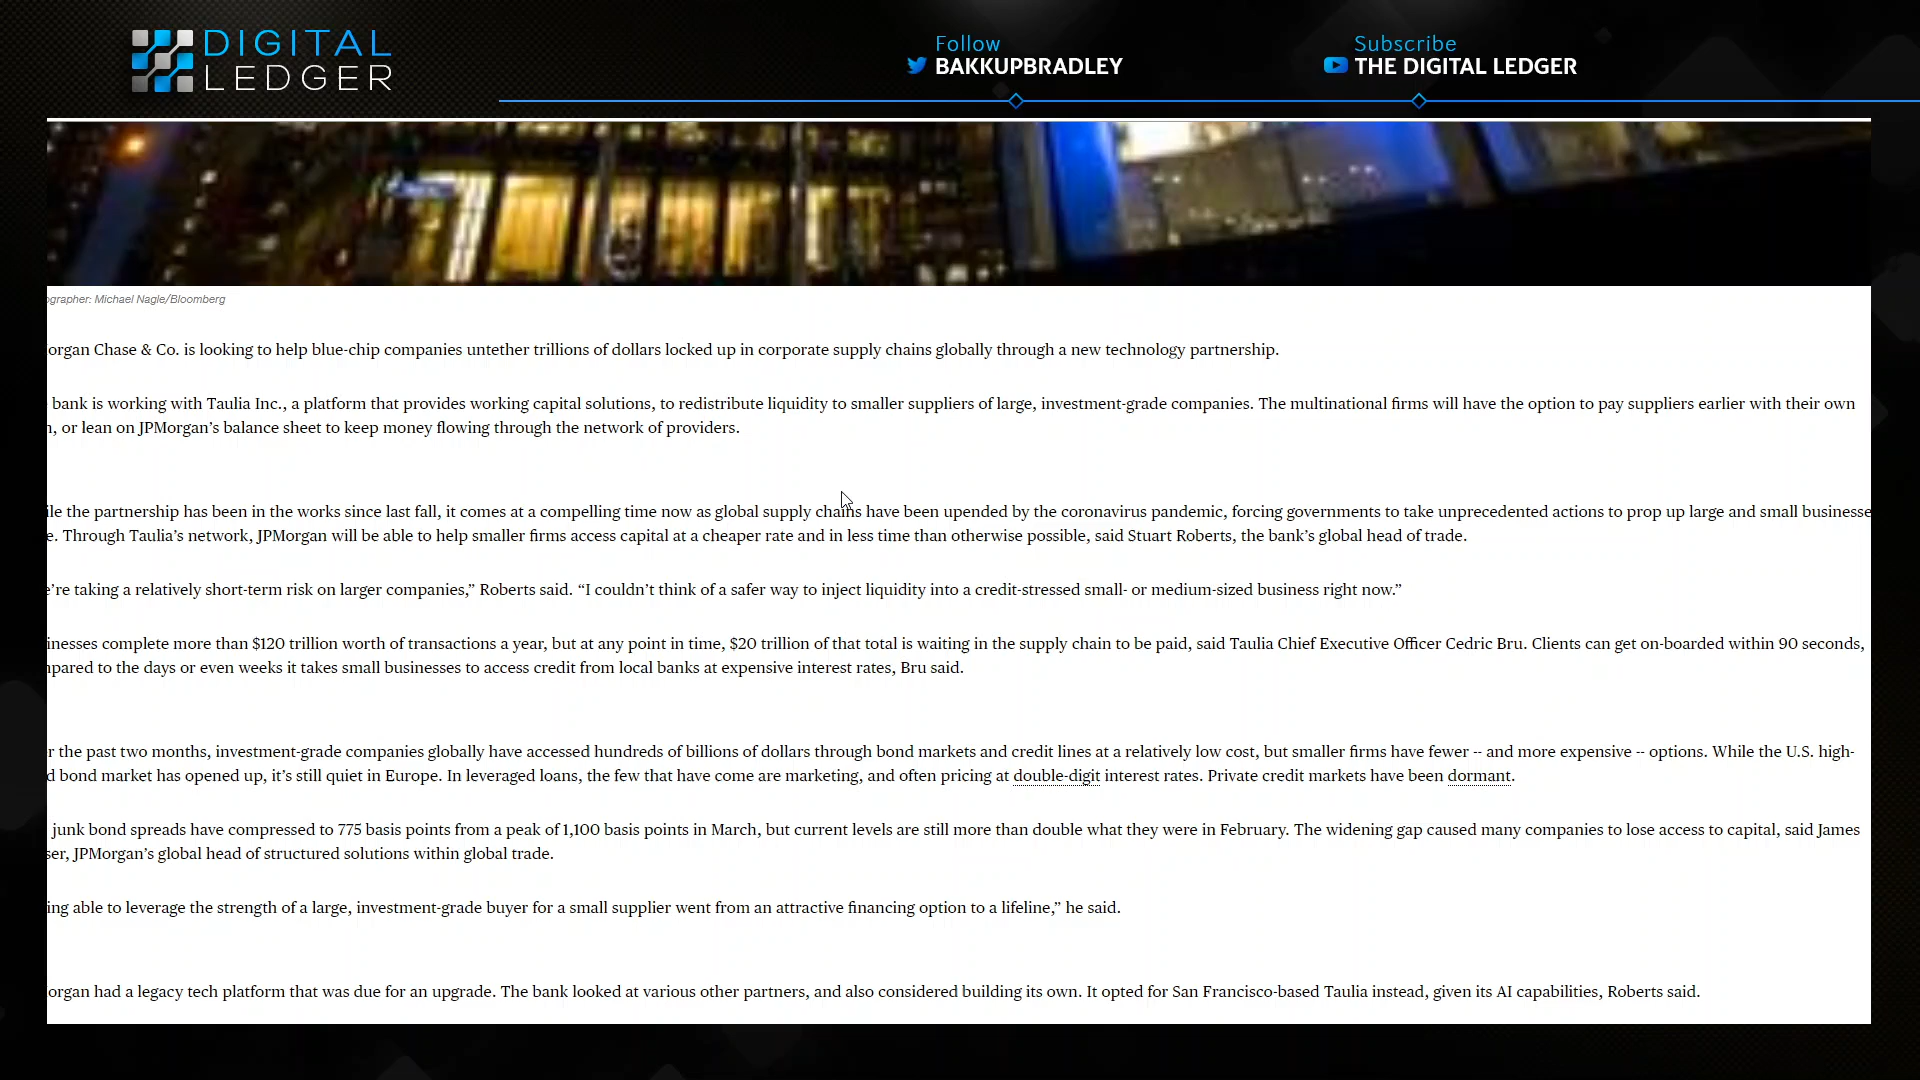 DIGITAL
LEDGER
Follow
BAKKUPBRADLEY
Subscribe
THE DIGITAL LEDGER
ographer: Michael Nagle/Bloomberg
organ Chase & Co. is looking to help blue-chip companies untether trillions of dollars locked up in corporate supply chains globally through a new technology partnership.
bank is working with Taulia Inc., a platform that provides working capital solutions, to redistribute liquidity to smaller suppliers of large, investment-grade companies. The multinational firms will have the option to pay suppliers earlier with their own
, or lean on JPMorgan’s balance sheet to keep money flowing through the network of providers.
ile the partnership has been in the works since last fall, it comes at a compelling time now as global supply chains have been upended by the coronavirus pandemic, forcing governments to take unprecedented actions to prop up large and small businesse
e. Through Taulia’s network, JPMorgan will be able to help smaller firms access capital at a cheaper rate and in less time than otherwise possible, said Stuart Roberts, the bank’s global head of trade.
e’re taking a relatively short-term risk on larger companies,” Roberts said. “I couldn’t think of a safer way to inject liquidity into a credit-stressed small- or medium-sized business right now.”
inesses complete more than $120 trillion worth of transactions a year, but at any point in time, $20 trillion of that total is waiting in the supply chain to be paid, said Taulia Chief Executive Officer Cedric Bru. Clients can get on-boarded within 90 seconds,
pared to the days or even weeks it takes small businesses to access credit from local banks at expensive interest rates, Bru said.
r the past two months, investment-grade companies globally have accessed hundreds of billions of dollars through bond markets and credit lines at a relatively low cost, but smaller firms have fewer -- and more expensive -- options. While the U.S. high-
d bond market has opened up, it’s still quiet in Europe. In leveraged loans, the few that have come are marketing, and often pricing at double-digit interest rates. Private credit markets have been dormant.
junk bond spreads have compressed to 775 basis points from a peak of 1,100 basis points in March, but current levels are still more than double what they were in February. The widening gap caused many companies to lose access to capital, said James
ser, JPMorgan’s global head of structured solutions within global trade.
ing able to leverage the strength of a large, investment-grade buyer for a small supplier went from an attractive financing option to a lifeline,” he said.
organ had a legacy tech platform that was due for an upgrade. The bank looked at various other partners, and also considered building its own. It opted for San Francisco-based Taulia instead, given its AI capabilities, Roberts said.